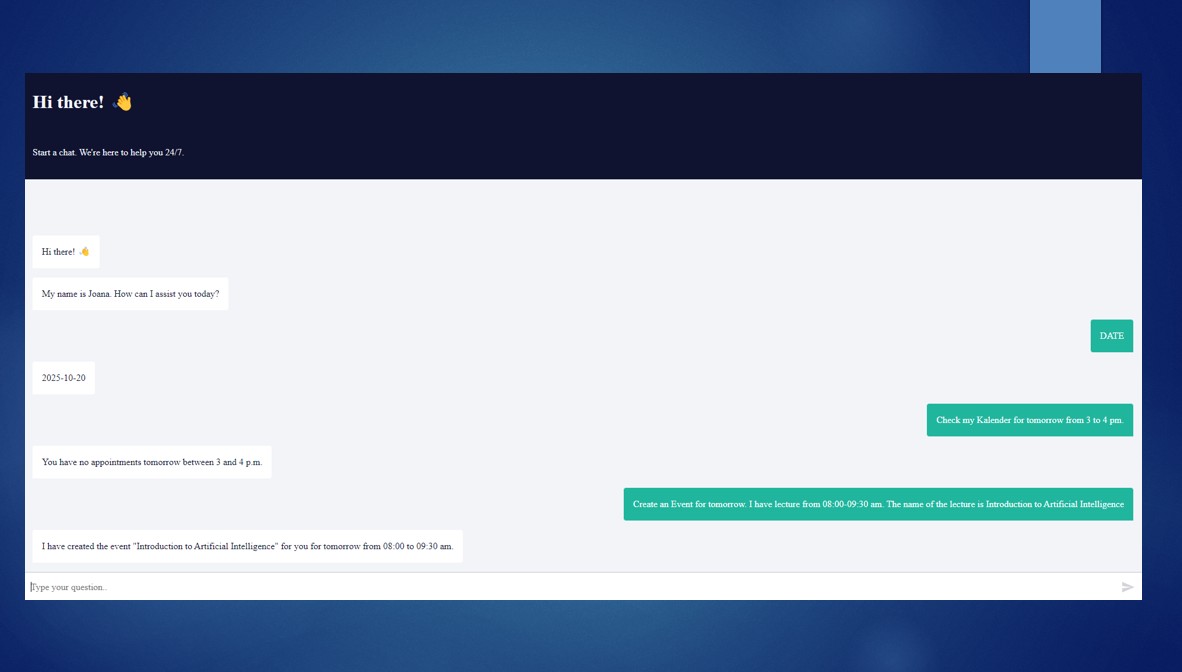 Hi there! 👋
Start a chat. We're here to help you 24/7.
Hi there! 👋
My name is Joana. How can I assist you today?
DATE
2025-10-20
Check my Kalender for tomorrow from 3 to 4 pm.
You have no appointments tomorrow between 3 and 4 p.m.
Create an Event for tomorrow. I have lecture from 08:00-09:30 am. The name of the lecture is Introduction to Artificial Intelligence
I have created the event "Introduction to Artificial Intelligence" for you for tomorrow from 08:00 to 09:30 am.
Type your question..